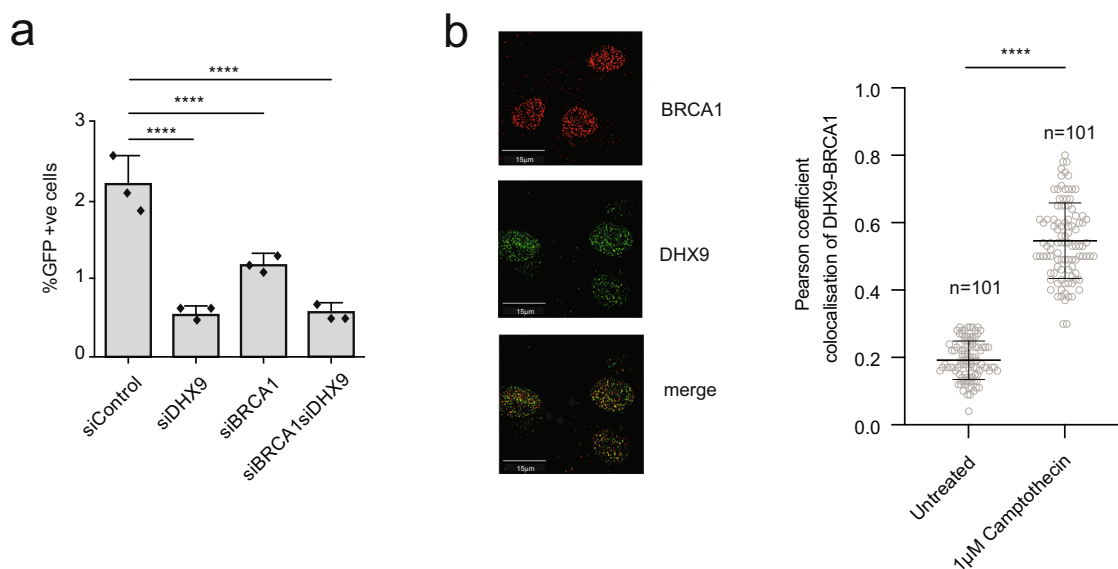 a
****
****
****
3
2
1
0
%GFP +ve cells
siControl
siDHX9
siBRCA1
siBRCA1siDHX9
b
15µm
BRCA1
15µm
DHX9
15µm
merge
****
1.0
0.8
0.6
0.4
0.2
0.0
Pearson coefficient
colocalisation of DHX9-BRCA1
n=101
n=101
Untreated
1µM Camptothecin